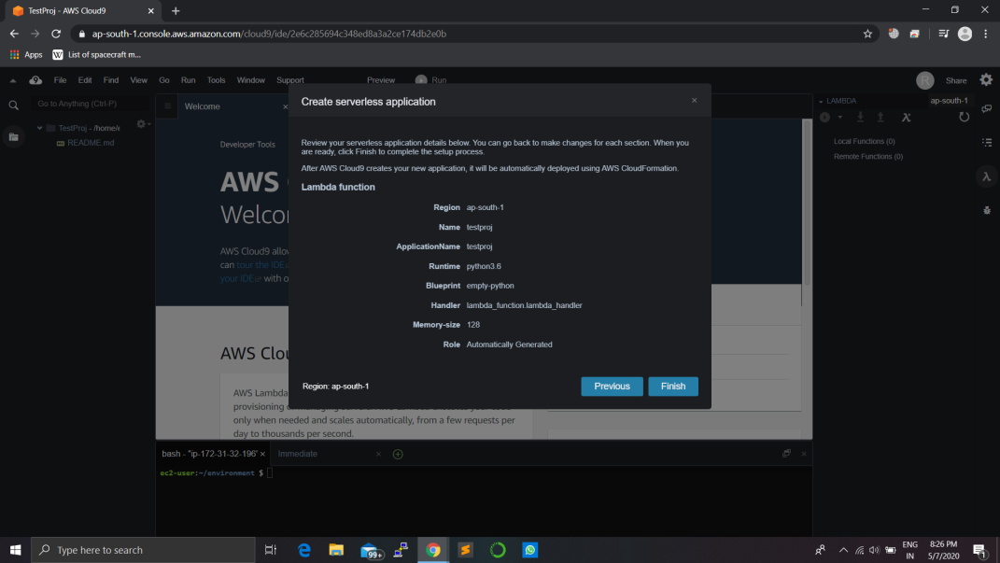 TestProj - AWS Cloud9
ap-south-1.console.aws.amazon.com/cloud9/ide/2e6c285694c348ed8a3a2ce174db2e0b
Apps
W List of spacecraft m...
File Edit Find View Go Run Tools Window Support Preview Run
R Share
Go to Anything (Ctrl-P)
TestProj - /home/e
README.md
Welcome
Developer Tools
AWS
Welco
AWS Cloud9 allo
can tour the IDE
your IDE with o
AWS Clou
AWS Lambda
provisioning
only when needed and scales automatically, from a few requests per
day to thousands per second.
Create serverless application
Review your serverless application details below. You can go back to make changes for each section. When you
are ready, click Finish to complete the setup process.
After AWS Cloud9 creates your new application, it will be automatically deployed using AWS CloudFormation.
Lambda function
Region ap-south-1
Name testproj
ApplicationName testproj
Runtime python3.6
Blueprint empty-python
Handler lambda_function.lambda_handler
Memory-size 128
Role Automatically Generated
Region: ap-south-1
Previous Finish
LAMBDA ap-south-1
Local Functions (0)
Remote Functions (0)
bash - "ip-172-31-32-196"
Immediate
ec2-user:~/environment $
Type here to search
99+
ENG
IN
8:26 PM
5/7/2020
1